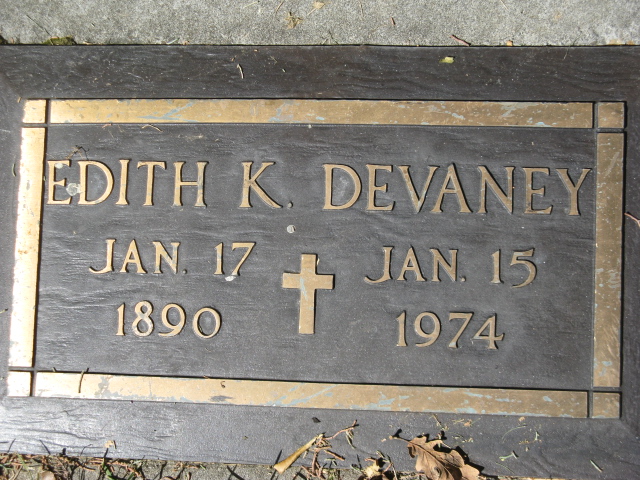 EDITH K. DEVANEY
JAN. 17 JAN. 15
1890 1974